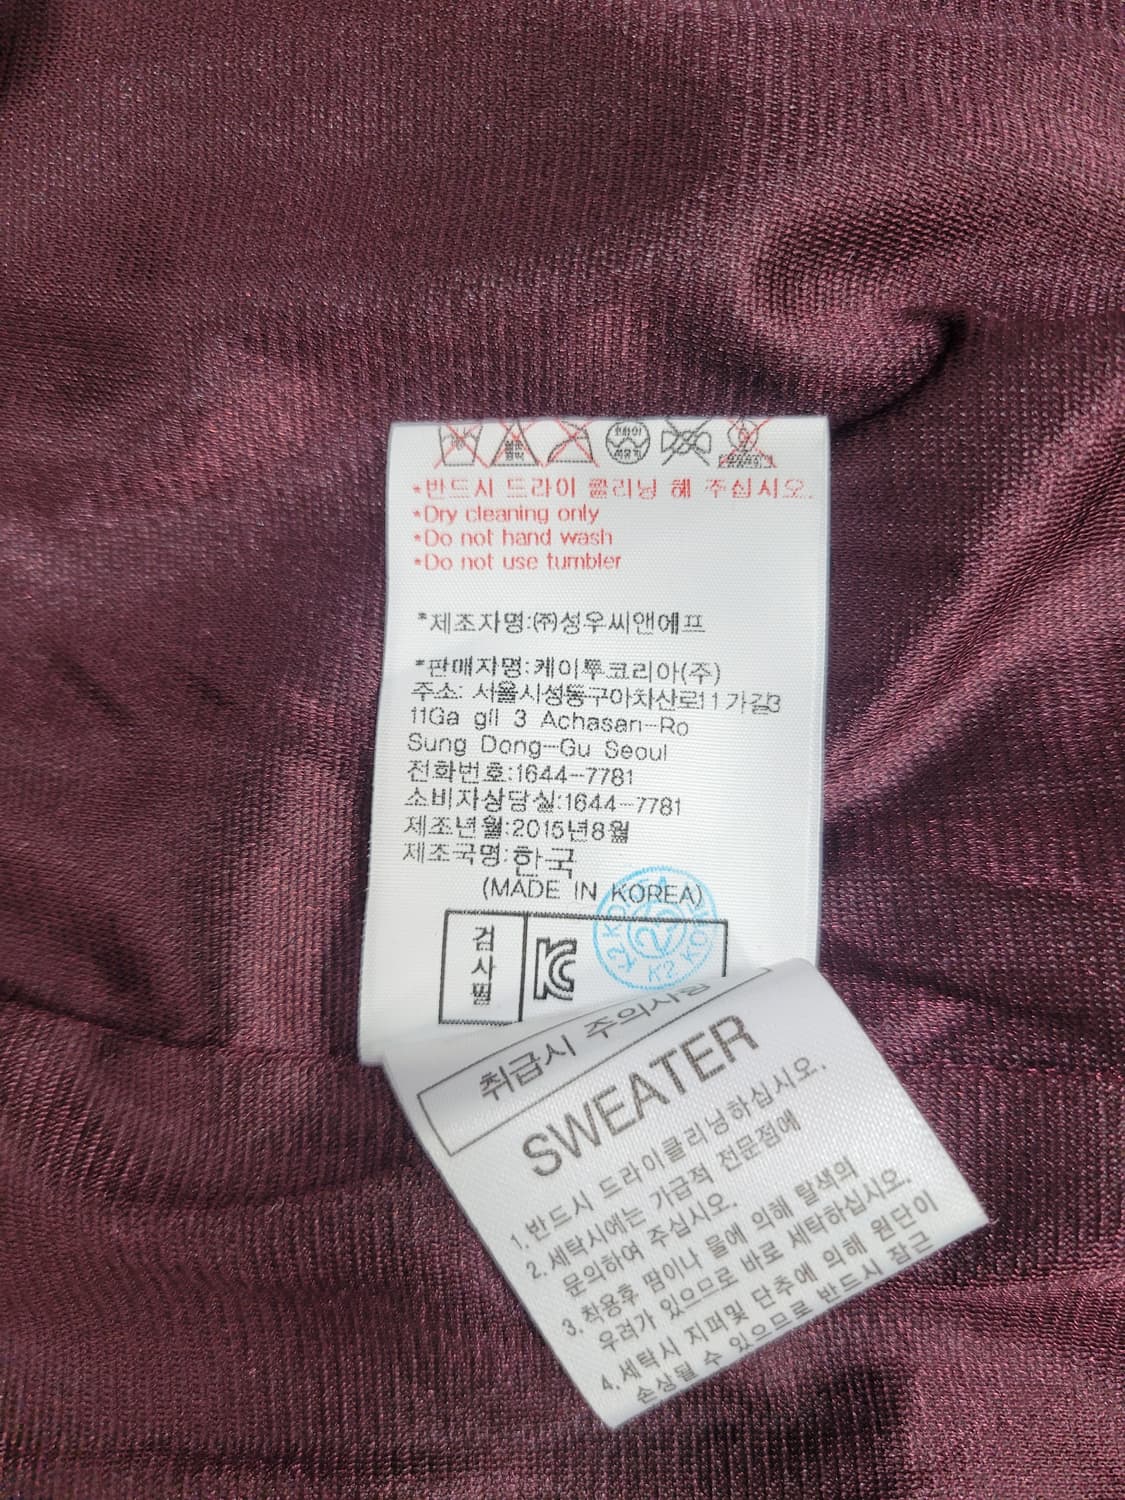 드라이
석유계
*반드시 드라이 클리닝 해 주십시오.
*Dry cleaning only
*Do not hand wash
*Do not use tumbler
*제조자명:㈜성우씨앤에프
*판매자명:케이투코리아(주)
주소: 서울시성동구아차산로11가길3
11Ga gil 3 Achasan-Ro
Sung Dong-Gu Seoul
전화번호:1644-7781
소비자상담실:1644-7781
제조년월:2015년8월
제조국명:한국
(MADE IN KOREA)
검사필
K2 KOREA
취급시 주의사항
SWEATER
1.반드시 드라이클리닝하십시오.
2.세탁시에는 가급적 전문점에
문의하여 주십시오.
3.착용후 땀이나 물에 의해 탈색의
우려가 있으므로 바로 세탁하십시오.
4.세탁시 지퍼및 단추에 의해 원단이
손상될 수 있으므로 반드시 잠근